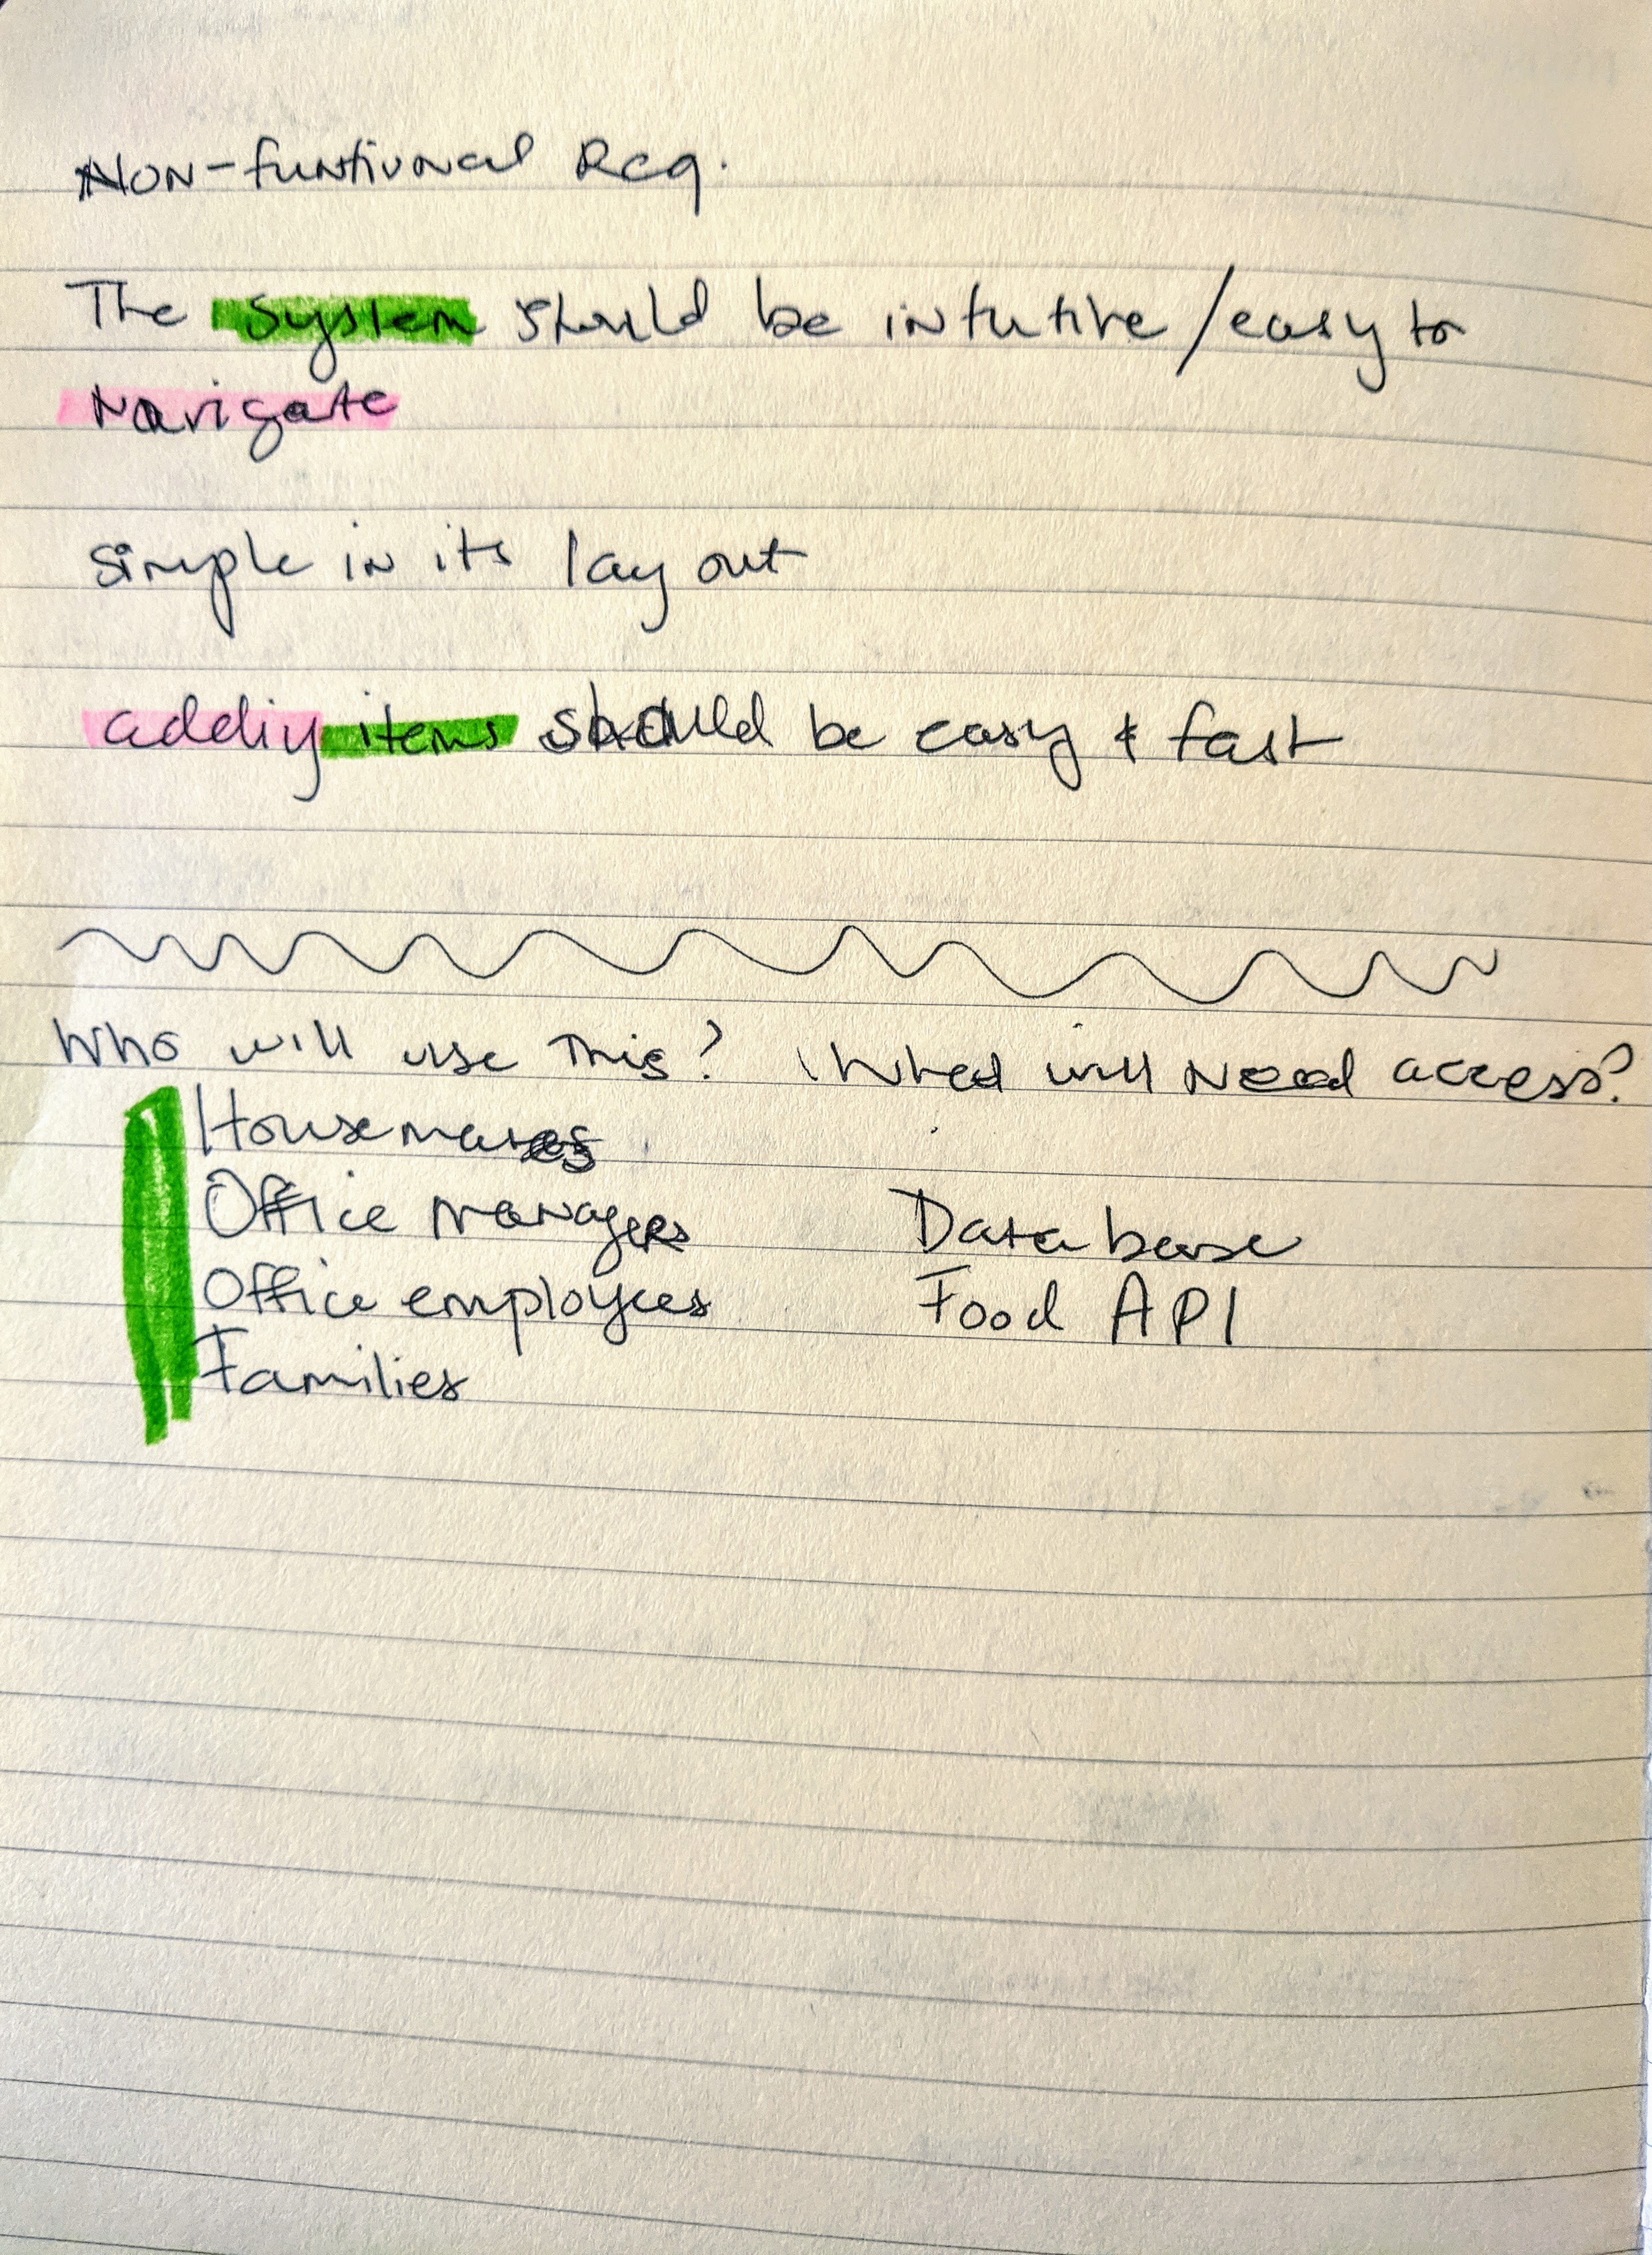 Non-funtional Req.
The system should be intutive / easy to
Navigate
Simple in its lay out
adding items should be easy & fast
Who will use this? What will need access?
Housemates
Office managers
Office employees
Families
Database
Food API